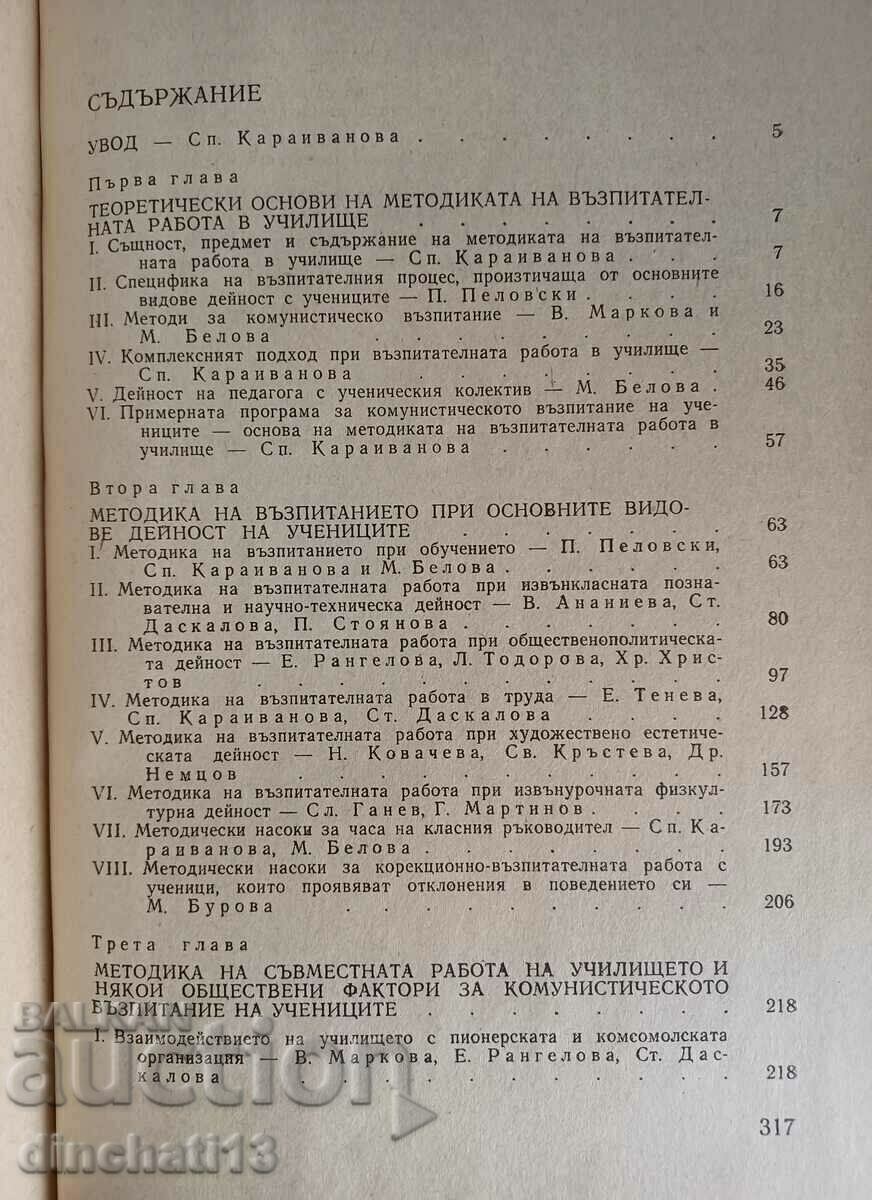 СЪДЪРЖАНИЕ
УВОД — Сп. Караиванова . . . . . . . . 5
Първа глава
ТЕОРЕТИЧЕСКИ ОСНОВИ НА МЕТОДИКАТА НА ВЪЗПИТАТЕЛ-
НАТА РАБОТА В УЧИЛИЩЕ . . . . . . . 7
I. Същност, предмет и съдържание на методиката на възпитател-
ната работа в училище — Сп. Караиванова . . . 7
II. Специфика на възпитателния процес, произтичаща от основните
видове дейност с учениците — П. Пеловски . . . . 16
III. Методи за комунистическо възпитание — В. Маркова и
М. Белова . . . . . . . . . 23
IV. Комплексният подход при възпитателната работа в училище —
Сп. Караиванова . . . . . . . . 35
V. Дейност на педагога с ученическия колектив — М. Белова . 46
VI. Примерната програма за комунистическото възпитание на уче-
ниците — основа на методиката на възпитателната работа в
училище — Сп. Караиванова . . . . . . 57
Втора глава
МЕТОДИКА НА ВЪЗПИТАНИЕТО ПРИ ОСНОВНИТЕ ВИДО-
ВЕ ДЕЙНОСТ НА УЧЕНИЦИТЕ . . . . . . . 63
I. Методика на възпитанието при обучението — П. Пеловски,
Сп. Караиванова и М. Белова . . . . . . 63
II. Методика на възпитателната работа при извънкласната позна-
вателна и научно-техническа дейност — В. Ананиева, Ст.
Даскалова, П. Стоянова . . . . . . . 80
III. Методика на възпитателната работа при общественополитическа-
та дейност — Е. Рангелова, Л. Тодорова, Хр. Хрис-
тов . . . . . . . . . . . 97
IV. Методика на възпитателната работа в труда — Е. Тенева,
Сп. Караиванова, Ст. Даскалова . . . . 128
V. Методика на възпитателната работа при художествено естетиче-
ската дейност — Н. Ковачева, Св. Кръстева, Др.
Немцов . . . . . . . . . . 157
VI. Методика на възпитателната работа при извънурочната физкул-
турна дейност — Сл. Ганев, Г. Мартинов . . . . 173
VII. Методически насоки за часа на класния ръководител — Сп. Ка-
раиванова, М. Белова . . . . . . . . 193
VIII. Методически насоки за корекционно-възпитателната работа с
ученици, които проявяват отклонения в поведението си —
М. Бурова . . . . . . . . . . 206
Трета глава
МЕТОДИКА НА СЪВМЕСТНАТА РАБОТА НА УЧИЛИЩЕТО И
НЯКОИ ОБЩЕСТВЕНИ ФАКТОРИ ЗА КОМУНИСТИЧЕСКОТО
ВЪЗПИТАНИЕ НА УЧЕНИЦИТЕ . . . . . . . . 218
I. Взаимодействието на училището с пионерската и комсомолската
организация — В. Маркова, Е. Рангелова, Ст. Дас-
калова . . . . . . . . . . . 218
317
BALKAN
auction
dinchati13